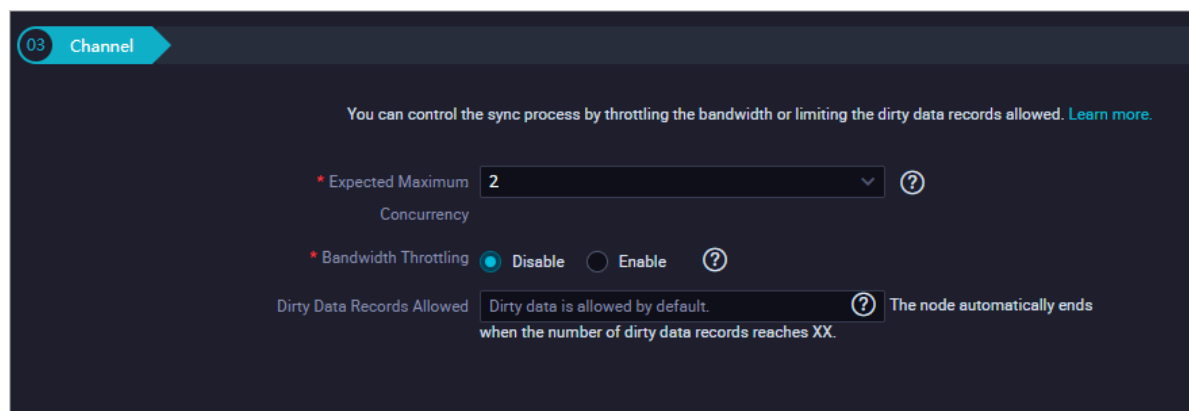 03 Channel
You can control the sync process by throttling the bandwidth or limiting the dirty data records allowed. Learn more.
* Expected Maximum 2 ?
Concurrency
* Bandwidth Throttling Disable Enable ?
Dirty Data Records Allowed Dirty data is allowed by default. ? The node automatically ends
when the number of dirty data records reaches XX.